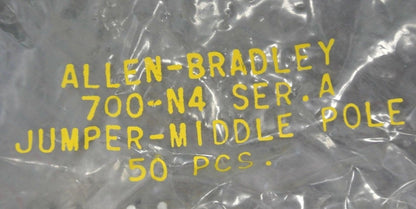 ALLEN-BRADLEY
700-N4 SER.A
JUMPER-MIDDLE POLE
50 PCS.